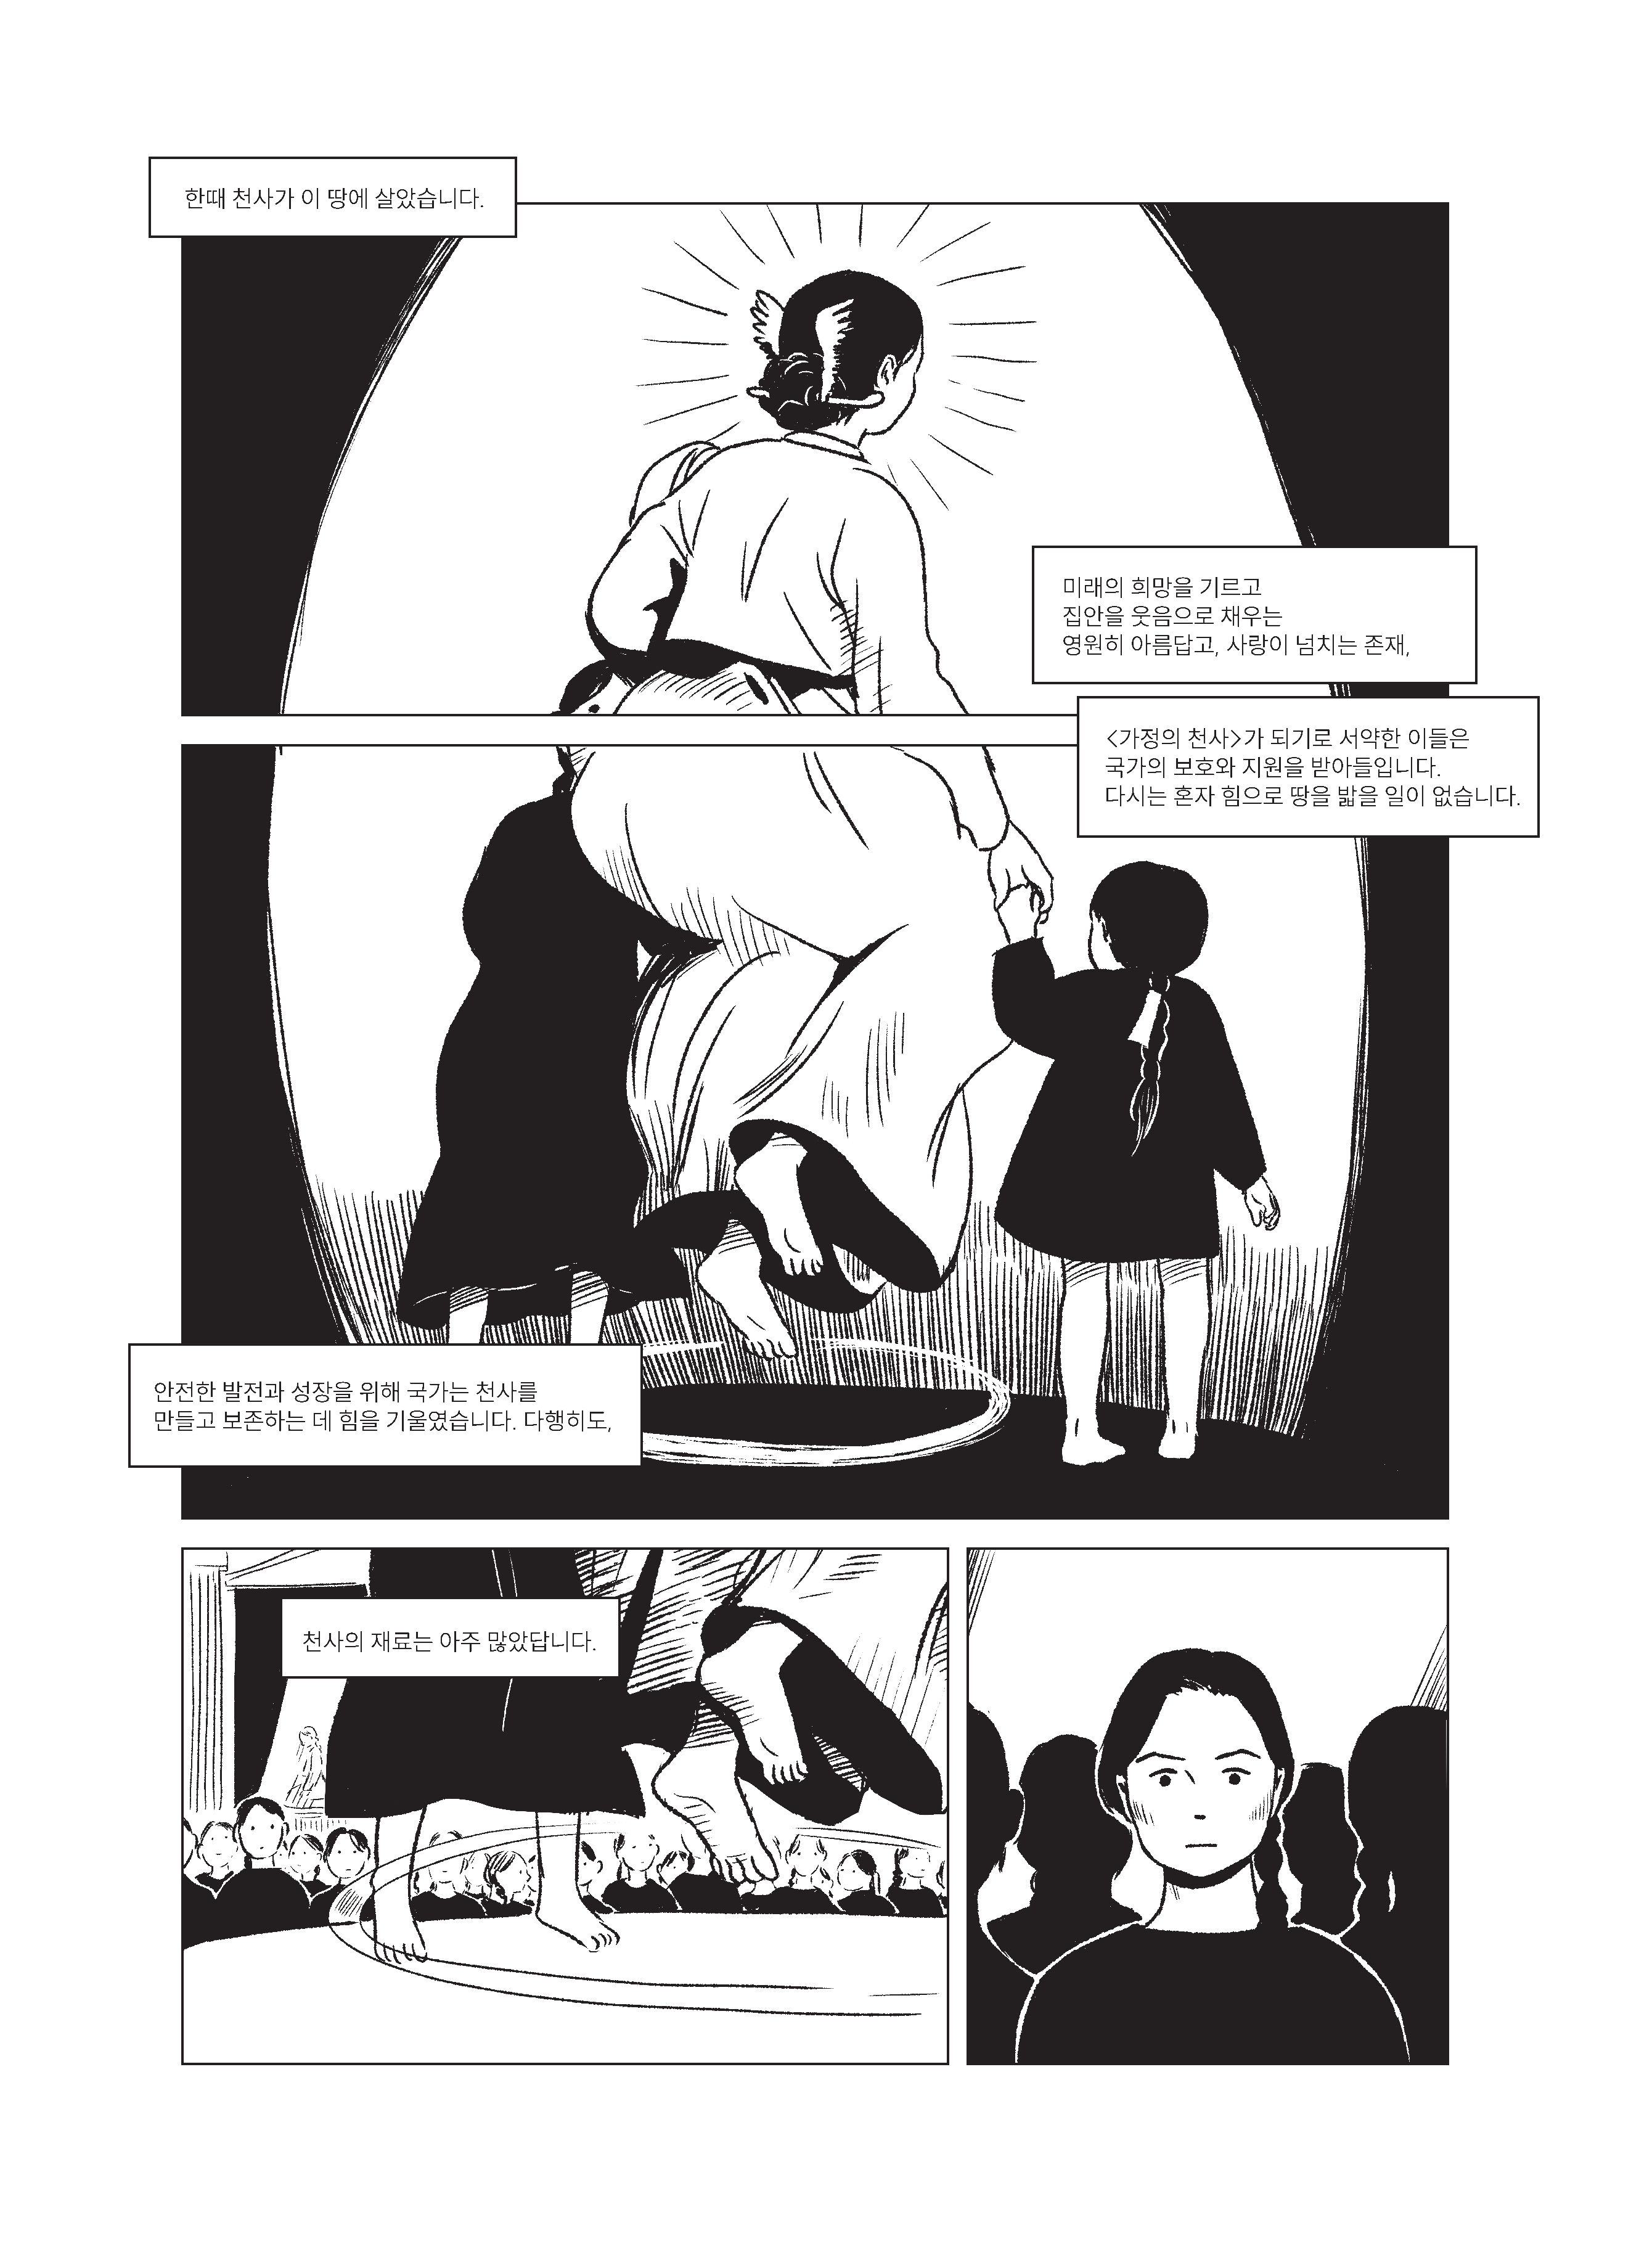 한때 천사가 이 땅에 살았습니다.
미래의 희망을 기르고
집안을 웃음으로 채우는
영원히 아름답고, 사랑이 넘치는 존재,
<가정의 천사>가 되기로 서약한 이들은
국가의 보호와 지원을 받아들입니다.
다시는 혼자 힘으로 땅을 밟을 일이 없습니다.
안전한 발전과 성장을 위해 국가는 천사를
만들고 보존하는 데 힘을 기울였습니다. 다행히도,
천사의 재료는 아주 많았답니다.